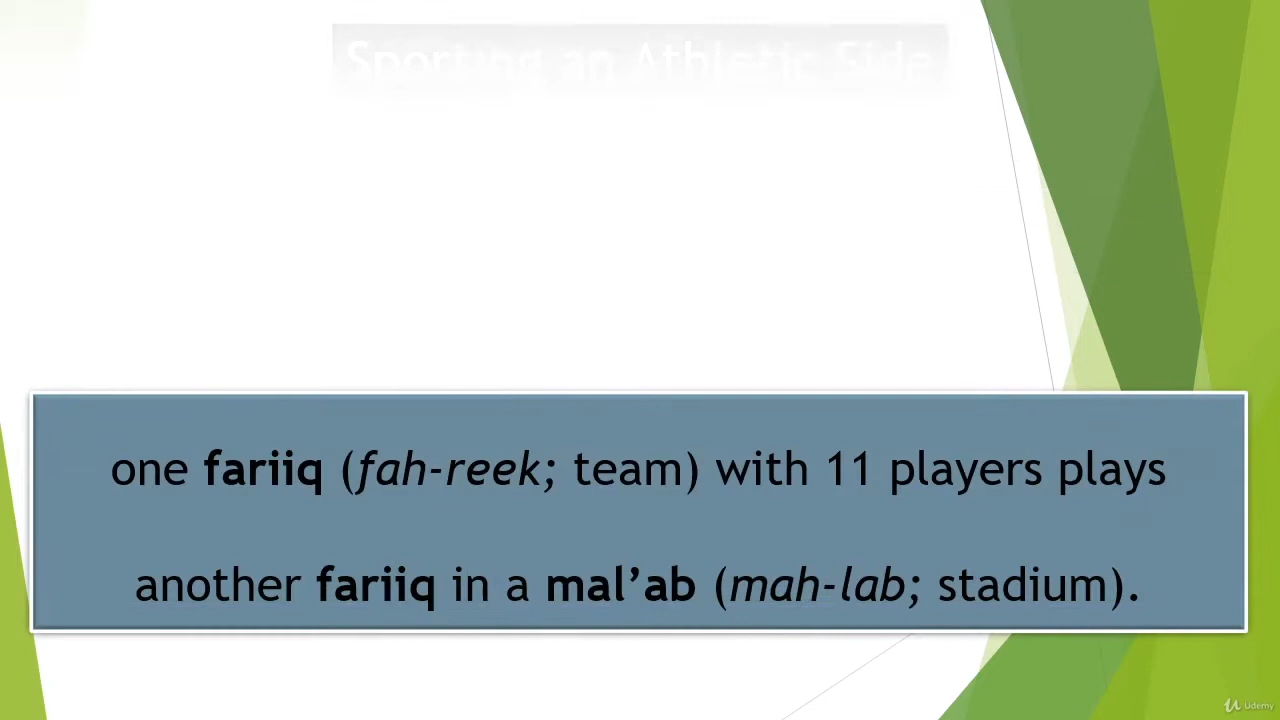 Sporting an Athletic Side
one fariiq (fah-reek; team) with 11 players plays
another fariiq in a mal’ab (mah-lab; stadium).
Udemy